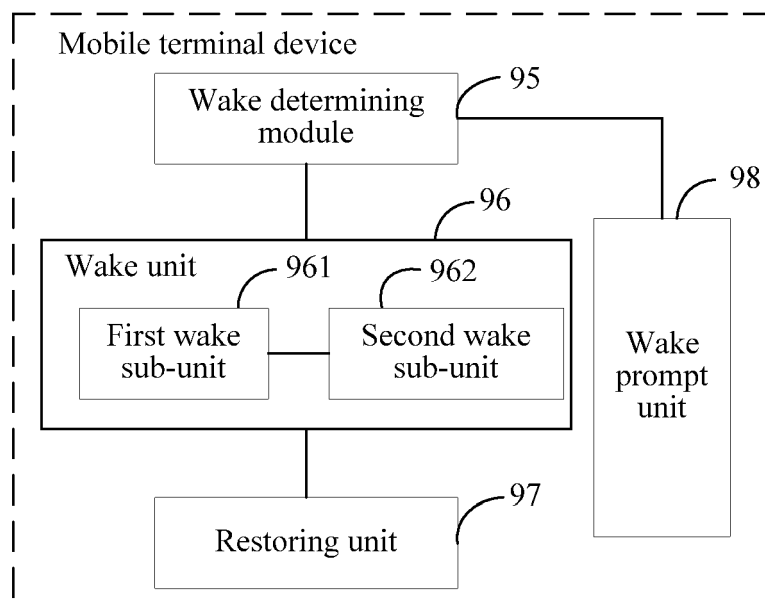 Mobile terminal device
Wake determining
module
95
98
96
Wake unit
961
962
First wake
sub-unit
Second wake
sub-unit
Wake
prompt
unit
97
Restoring unit